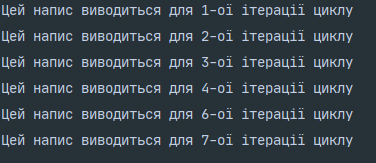 Цей напис виводиться для 1-ої ітерації циклу
Цей напис виводиться для 2-ої ітерації циклу
Цей напис виводиться для 3-ої ітерації циклу
Цей напис виводиться для 4-ої ітерації циклу
Цей напис виводиться для 6-ої ітерації циклу
Цей напис виводиться для 7-ої ітерації циклу